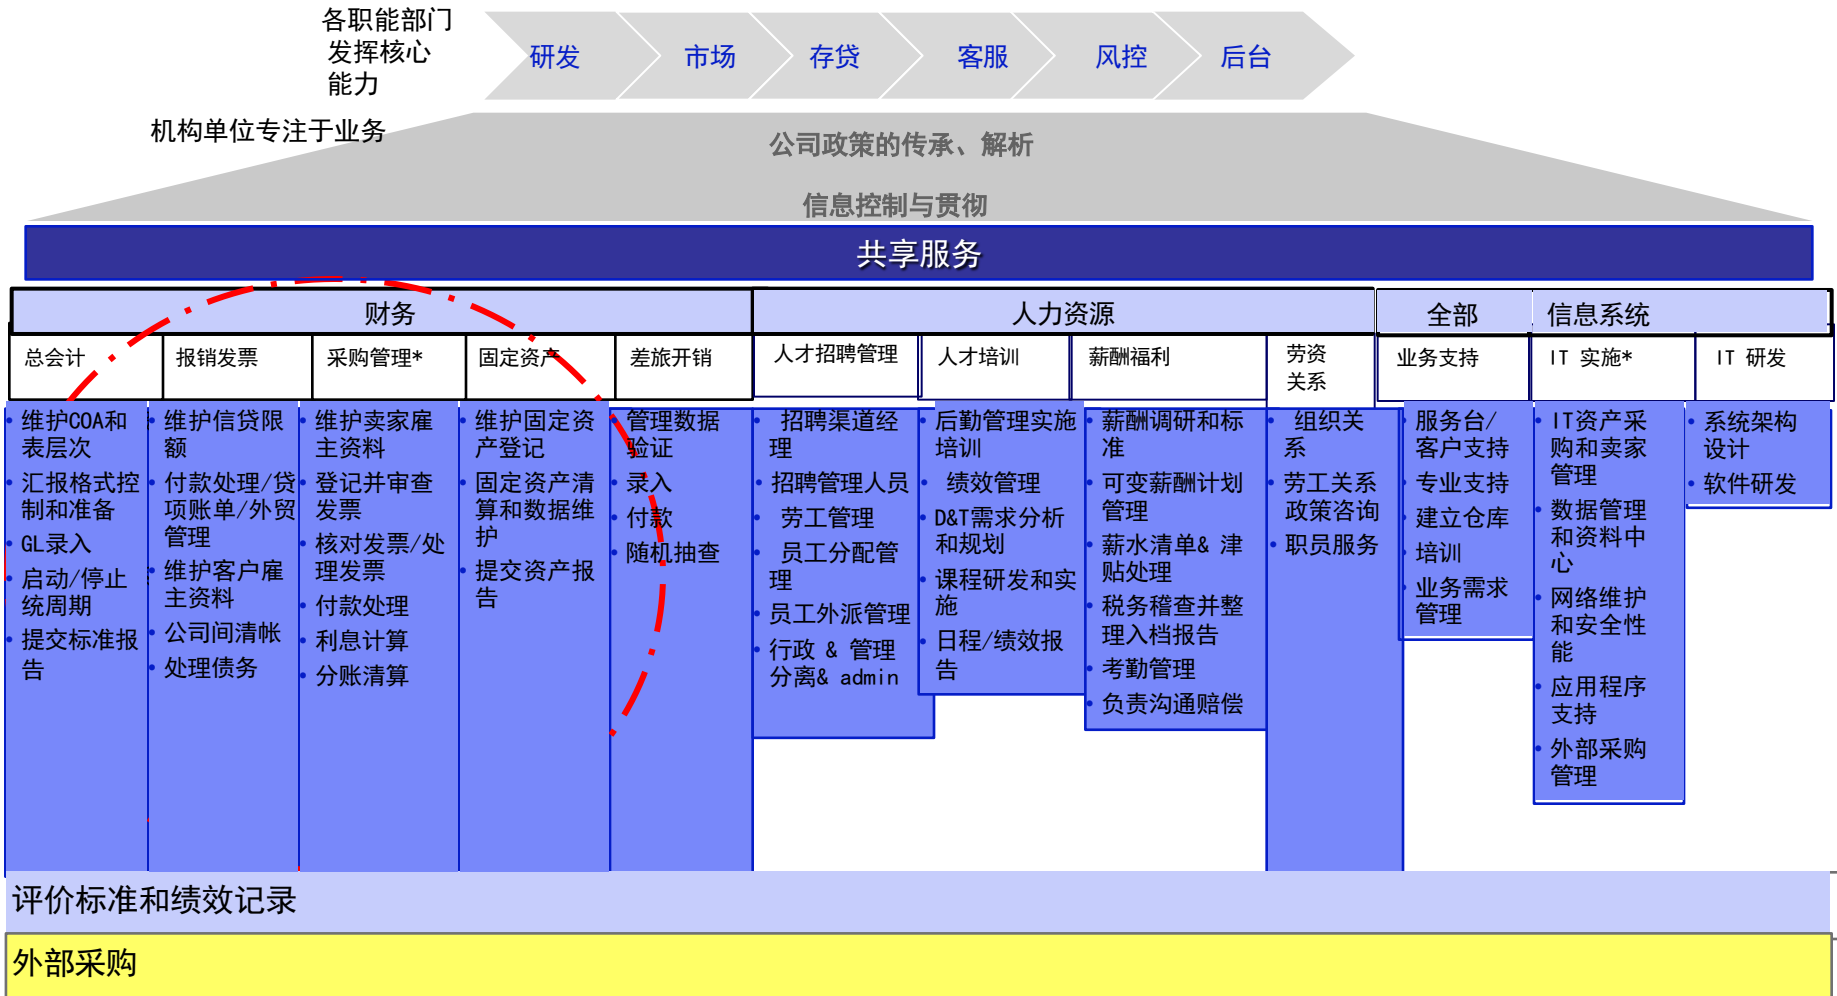 各职能部门
发挥核心
能力
研发
市场
存贷
客服
风控
后台
机构单位专注于业务
公司政策的传承、解析
信息控制与贯彻
共享服务
财务
人力资源
全部
信息系统
总会计
报销发票
采购管理*
固定资产
差旅开销
人才招聘管理
人才培训
薪酬福利
劳资
关系
业务支持
IT 实施*
IT 研发
• 维护COA和
表层次
• 汇报格式控
制和准备
• GL录入
• 启动/停止
统周期
• 提交标准报
告
• 维护信贷限
额
• 付款处理/贷
项账单/外贸
管理
• 维护客户雇
主资料
• 公司间清帐
• 处理债务
• 维护卖家雇
主资料
• 登记并审查
发票
• 核对发票/处
理发票
• 付款处理
• 利息计算
• 分账清算
• 维护固定资
产登记
• 固定资产清
算和数据维
护
• 提交资产报
告
• 管理数据
验证
• 录入
• 付款
• 随机抽查
• 招聘渠道经
理
• 招聘管理人员
• 劳工管理
• 员工分配管
理
• 员工外派管理
• 行政 & 管理
分离& admin
• 后勤管理实施
培训
• 绩效管理
• D&T需求分析
和规划
• 课程研发和实
施
• 日程/绩效报
告
• 薪酬调研和标
准
• 可变薪酬计划
管理
• 薪水清单& 津
贴处理
• 税务稽查并整
理入档报告
• 考勤管理
• 负责沟通赔偿
• 组织关
系
• 劳工关系
政策咨询
• 职员服务
• 服务台/
客户支持
• 专业支持
• 建立仓库
• 培训
• 业务需求
管理
• IT资产采
购和卖家
管理
• 数据管理
和资料中
心
• 网络维护
和安全性
能
• 应用程序
支持
• 外部采购
管理
• 系统架构
设计
• 软件研发
评价标准和绩效记录
外部采购